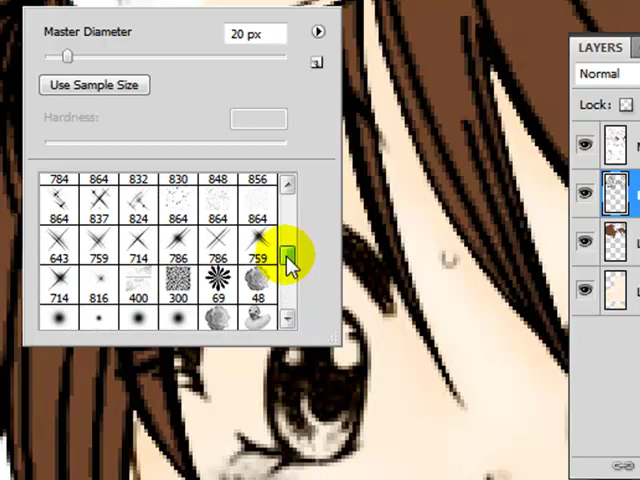 Master Diameter
20 px
Use Sample Size
Hardness:
784 864 832 830 848 856
864 837 824 864 864 864
643 759 714 786 786 759
714 816 400 300 69 48
LAYERS
Normal
Lock: